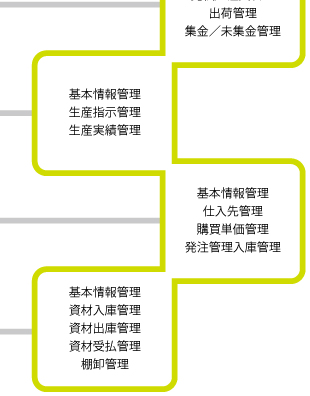 出荷管理
集金／未集金管理
基本情報管理
生産指示管理
生産実績管理
基本情報管理
仕入先管理
購買単価管理
発注管理入庫管理
基本情報管理
資材入庫管理
資材出庫管理
資材受払管理
棚卸管理